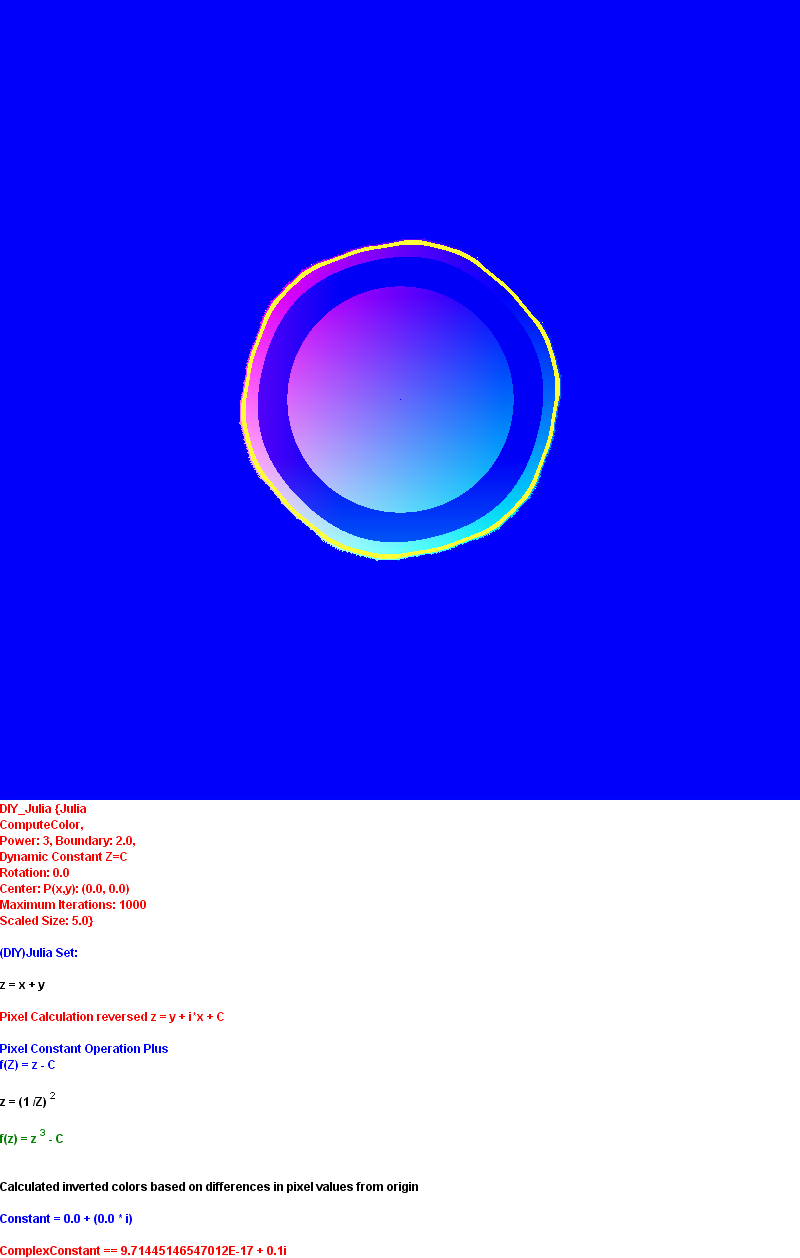 DIY_Julia {Julia
ComputeColor,
Power: 3, Boundary: 2.0,
Dynamic Constant Z=C
Rotation: 0.0
Center: P(x,y): (0.0, 0.0)
Maximum Iterations: 1000
Scaled Size: 5.0}
(DIY)Julia Set:
z = x + y
Pixel Calculation reversed z = y + i*x + C
Pixel Constant Operation Plus
f(Z) = z - C
z = (1 /Z) 2
f(z) = z 3 - C
Calculated inverted colors based on differences in pixel values from origin
Constant = 0.0 + (0.0 * i)
ComplexConstant == 9.71445146547012E-17 + 0.1i